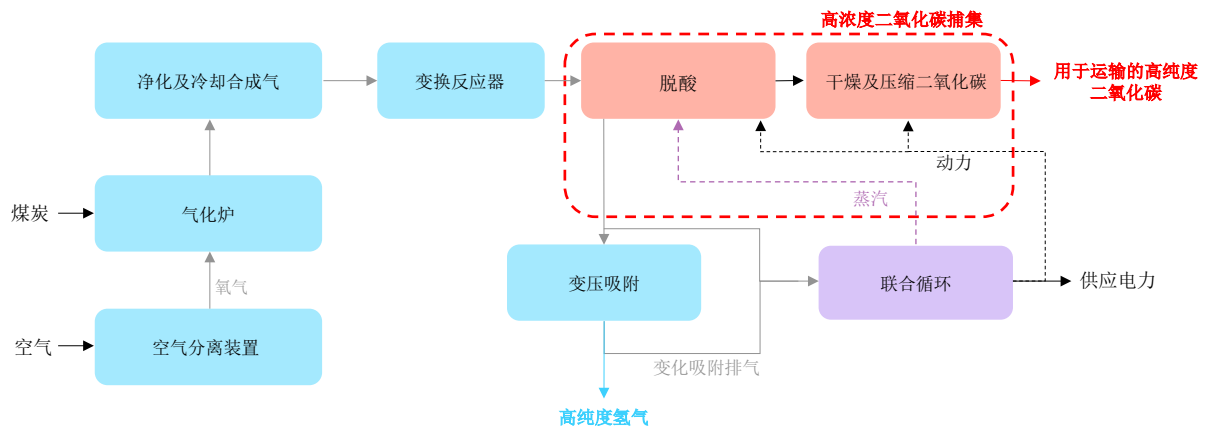 高浓度二氧化碳捕集
净化及冷却合成气
变换反应器
脱酸
干燥及压缩二氧化碳
用于运输的高纯度
二氧化碳
动力
煤炭
气化炉
蒸汽
氧气
变压吸附
联合循环
供应电力
空气
空气分离装置
变化吸附排气
高纯度氢气